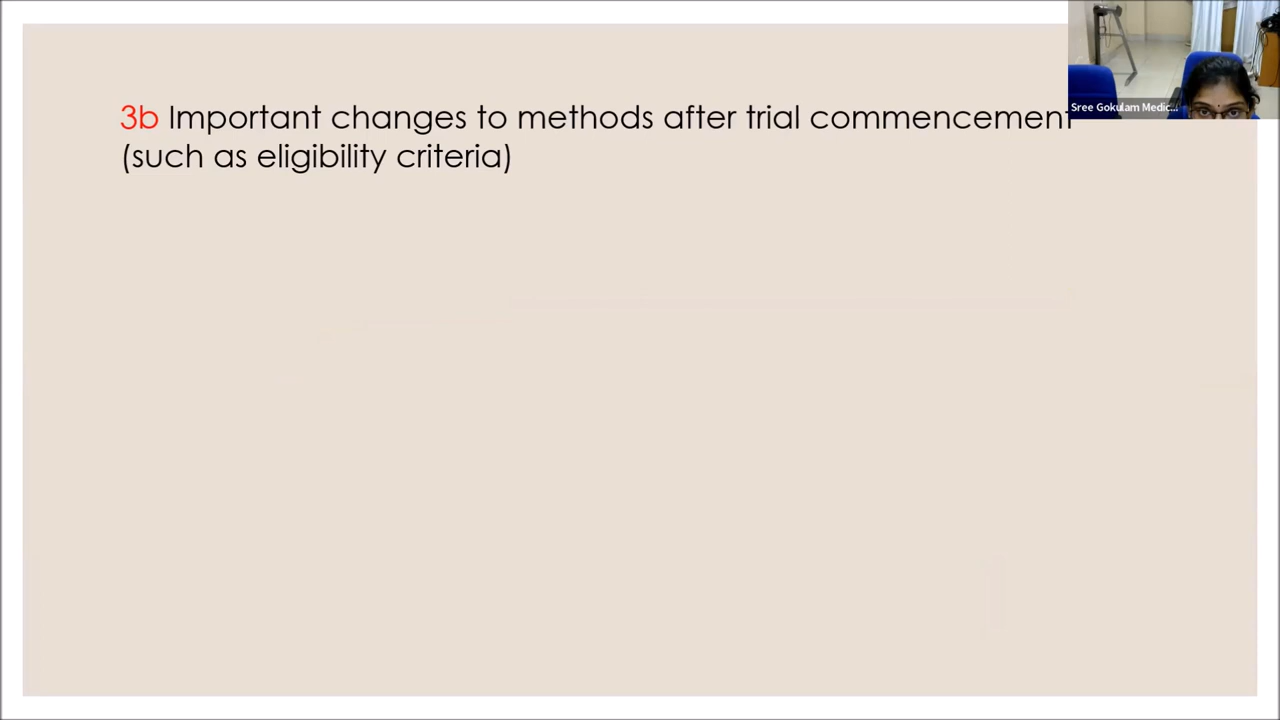 3b Important changes to methods after trial commencement
(such as eligibility criteria)
Sree Gokulam Medic...